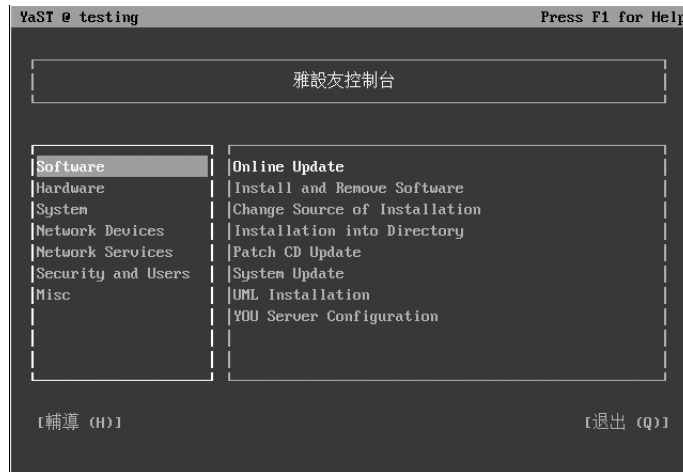 YaST @ testing Press F1 for Help
雅設友控制台
Software
Hardware
System
Network Devices
Network Services
Security and Users
Misc
Online Update
Install and Remove Software
Change Source of Installation
Installation into Directory
Patch CD Update
System Update
UML Installation
YOU Server Configuration
[輔導 (H)] [退出 (Q)]